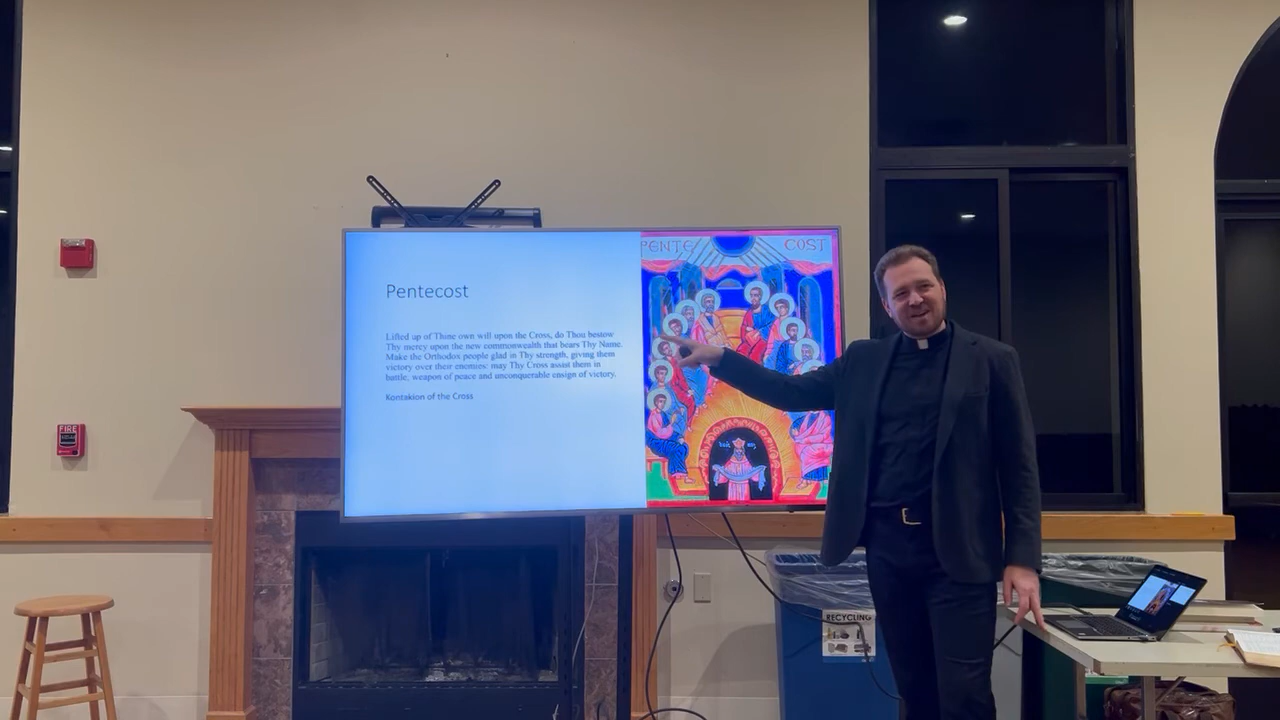 PENTE COST
Pentecost
Lifted up of Thine own will upon the Cross, do Thou bestow
Thy mercy upon the new commonwealth that bears Thy Name.
Make the Orthodox people glad in Thy strength, giving them
victory over their enemies: may Thy Cross assist them in
battle, weapon of peace and unconquerable ensign of victory.
Kontakion of the Cross
FIRE
RECYCLING